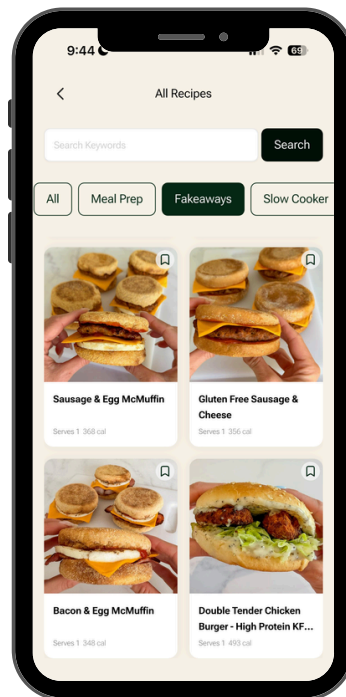 9:44
69
All Recipes
Search Keywords
Search
All
Meal Prep
Fakeaways
Slow Cooker
Sausage & Egg McMuffin
Serves 1 368 cal
Gluten Free Sausage &
Cheese
Serves 1 356 cal
Bacon & Egg McMuffin
Serves 1 348 cal
Double Tender Chicken
Burger - High Protein KF...
Serves 1 493 cal